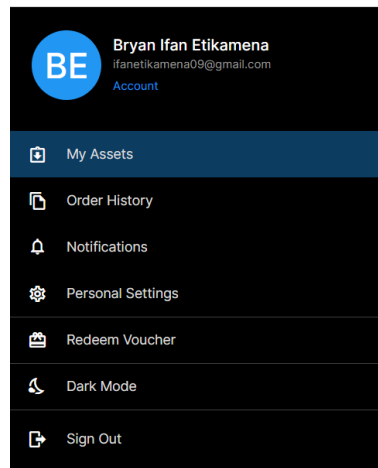 BE
Bryan Ifan Etikamena
ifanetikamena09@gmail.com
Account
My Assets
Order History
Notifications
Personal Settings
Redeem Voucher
Dark Mode
Sign Out